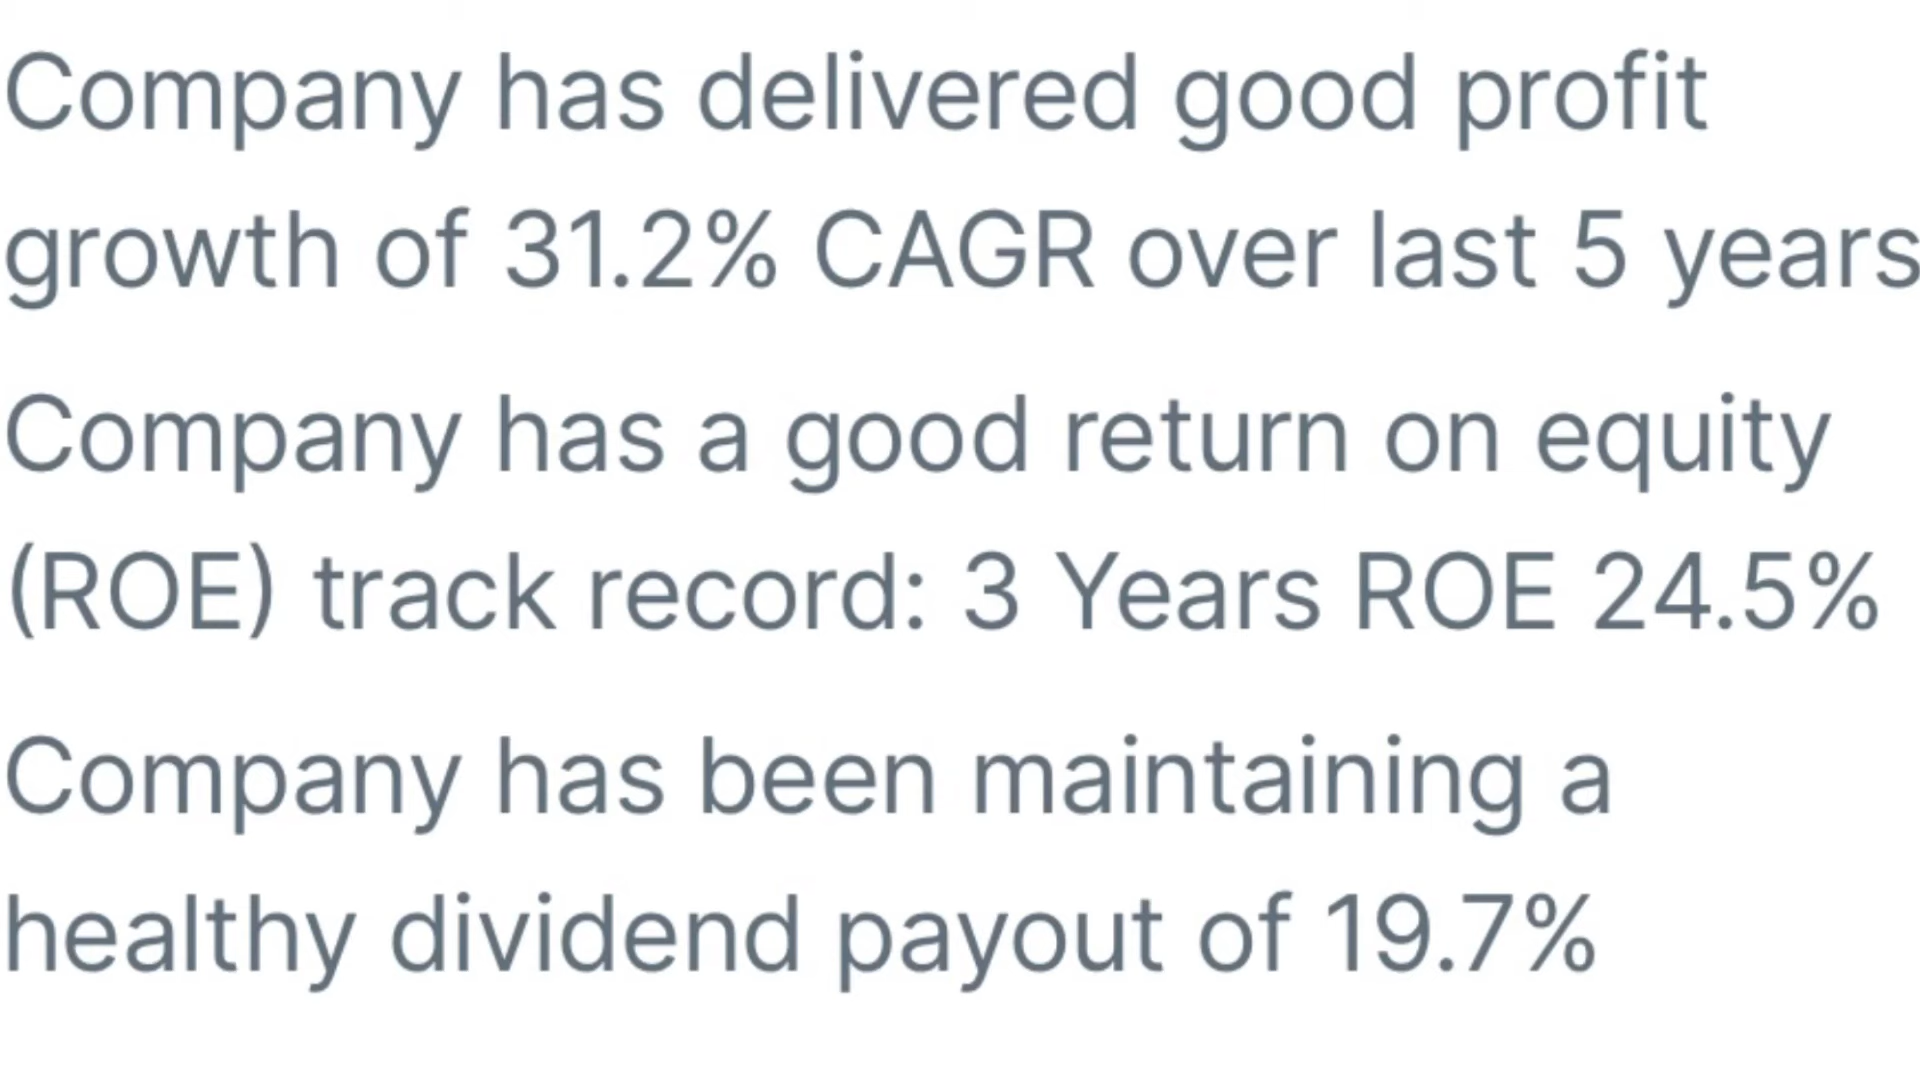 Company has delivered good profit
growth of 31.2% CAGR over last 5 years
Company has a good return on equity
(ROE) track record: 3 Years ROE 24.5%
Company has been maintaining a
healthy dividend payout of 19.7%